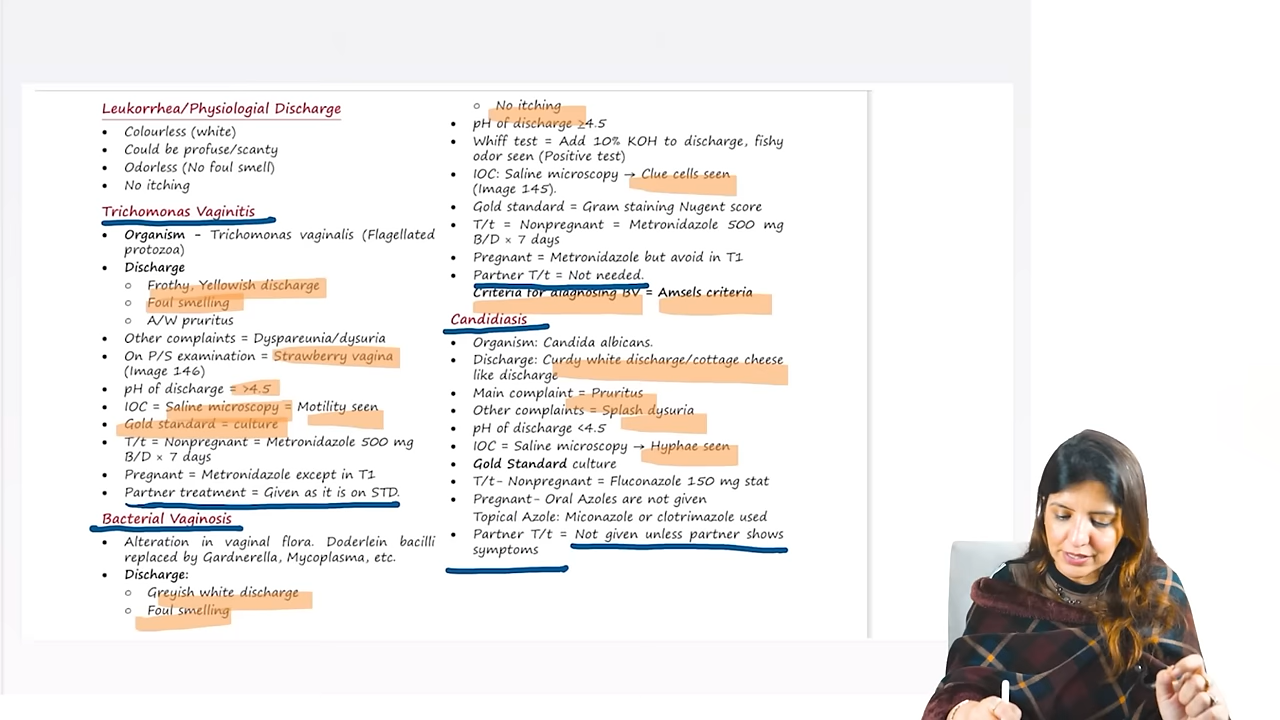 Leukorrhea/Physiologial Discharge
• Colourless (white)
• Could be profuse/scanty
• Odorless (No foul smell)
• No itching
Trichomonas Vaginitis
• Organism - Trichomonas vaginalis (Flagellated
protozoa)
• Discharge
○ Frothy, Yellowish discharge
○ Foul smelling
○ A/W pruritus
• Other complaints = Dyspareunia/dysuria
• On P/S examination = Strawberry vagina
(Image 146)
• pH of discharge = >4.5
• IOC = Saline microscopy = Motility seen
• Gold standard = culture
• T/t = Nonpregnant = Metronidazole 500 mg
B/D × 7 days
• Pregnant = Metronidazole except in T1
• Partner treatment = Given as it is on STD.
Bacterial Vaginosis
• Alteration in vaginal flora. Doderlein bacilli
replaced by Gardnerella, Mycoplasma, etc.
• Discharge:
○ Greyish white discharge
○ Foul smelling
○ No itching
• pH of discharge ≥4.5
• Whiff test = Add 10% KOH to discharge, fishy
odor seen (Positive test)
• IOC: Saline microscopy → Clue cells seen
(Image 145).
• Gold standard = Gram staining Nugent score
• T/t = Nonpregnant = Metronidazole 500 mg
B/D × 7 days
• Pregnant = Metronidazole but avoid in T1
• Partner T/t = Not needed.
Criteria for diagnosing BV = Amsels criteria
Candidiasis
• Organism: Candida albicans.
• Discharge: Curdy white discharge/cottage cheese
like discharge
• Main complaint = Pruritus
• Other complaints = Splash dysuria
• pH of discharge <4.5
• IOC = Saline microscopy → Hyphae seen
• Gold Standard culture
• T/t- Nonpregnant = Fluconazole 150 mg stat
• Pregnant- Oral Azoles are not given
Topical Azole: Miconazole or clotrimazole used
• Partner T/t = Not given unless partner shows
symptoms